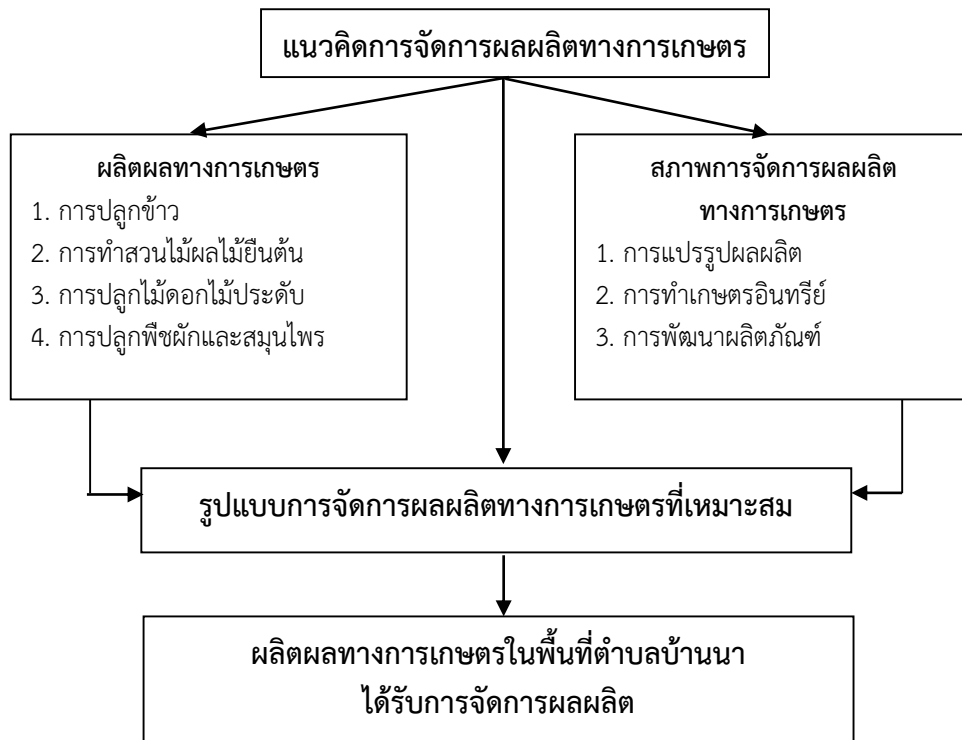 แนวคิดการจัดการผลผลิตทางการเกษตร
ผลิตผลทางการเกษตร
1. การปลูกข้าว
2. การทำสวนไม้ผลไม้ยืนต้น
3. การปลูกไม้ดอกไม้ประดับ
4. การปลูกพืชผักและสมุนไพร
สภาพการจัดการผลผลิต
ทางการเกษตร
1. การแปรรูปผลผลิต
2. การทำเกษตรอินทรีย์
3. การพัฒนาผลิตภัณฑ์
รูปแบบการจัดการผลผลิตทางการเกษตรที่เหมาะสม
ผลิตผลทางการเกษตรในพื้นที่ตำบลบ้านนา
ได้รับการจัดการผลผลิต